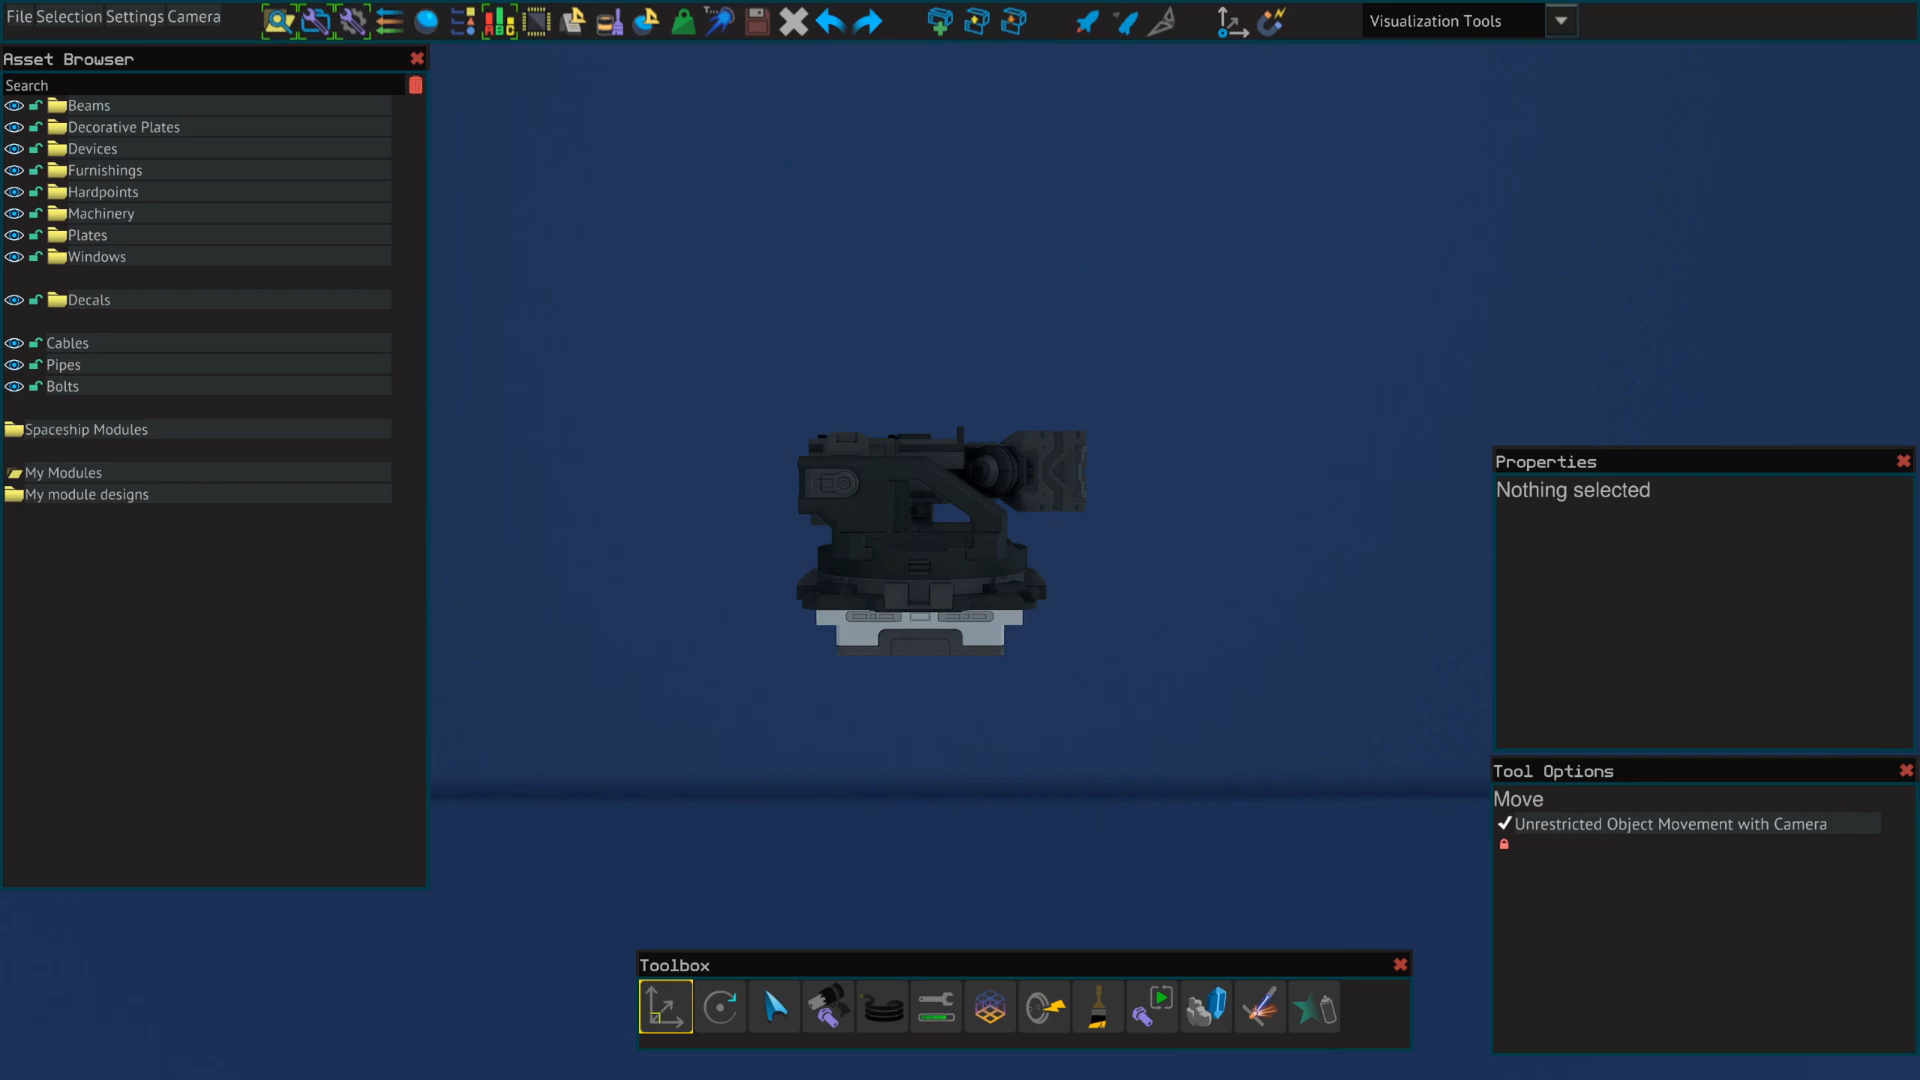 File Selection Settings Camera
ABC
Visualization Tools
Asset Browser
Search
Beams
Decorative Plates
Devices
Furnishings
Hardpoints
Machinery
Plates
Windows
Decals
Cables
Pipes
Bolts
Spaceship Modules
My Modules
My module designs
Properties
Nothing selected
Tool Options
Move
Unrestricted Object Movement with Camera
Toolbox